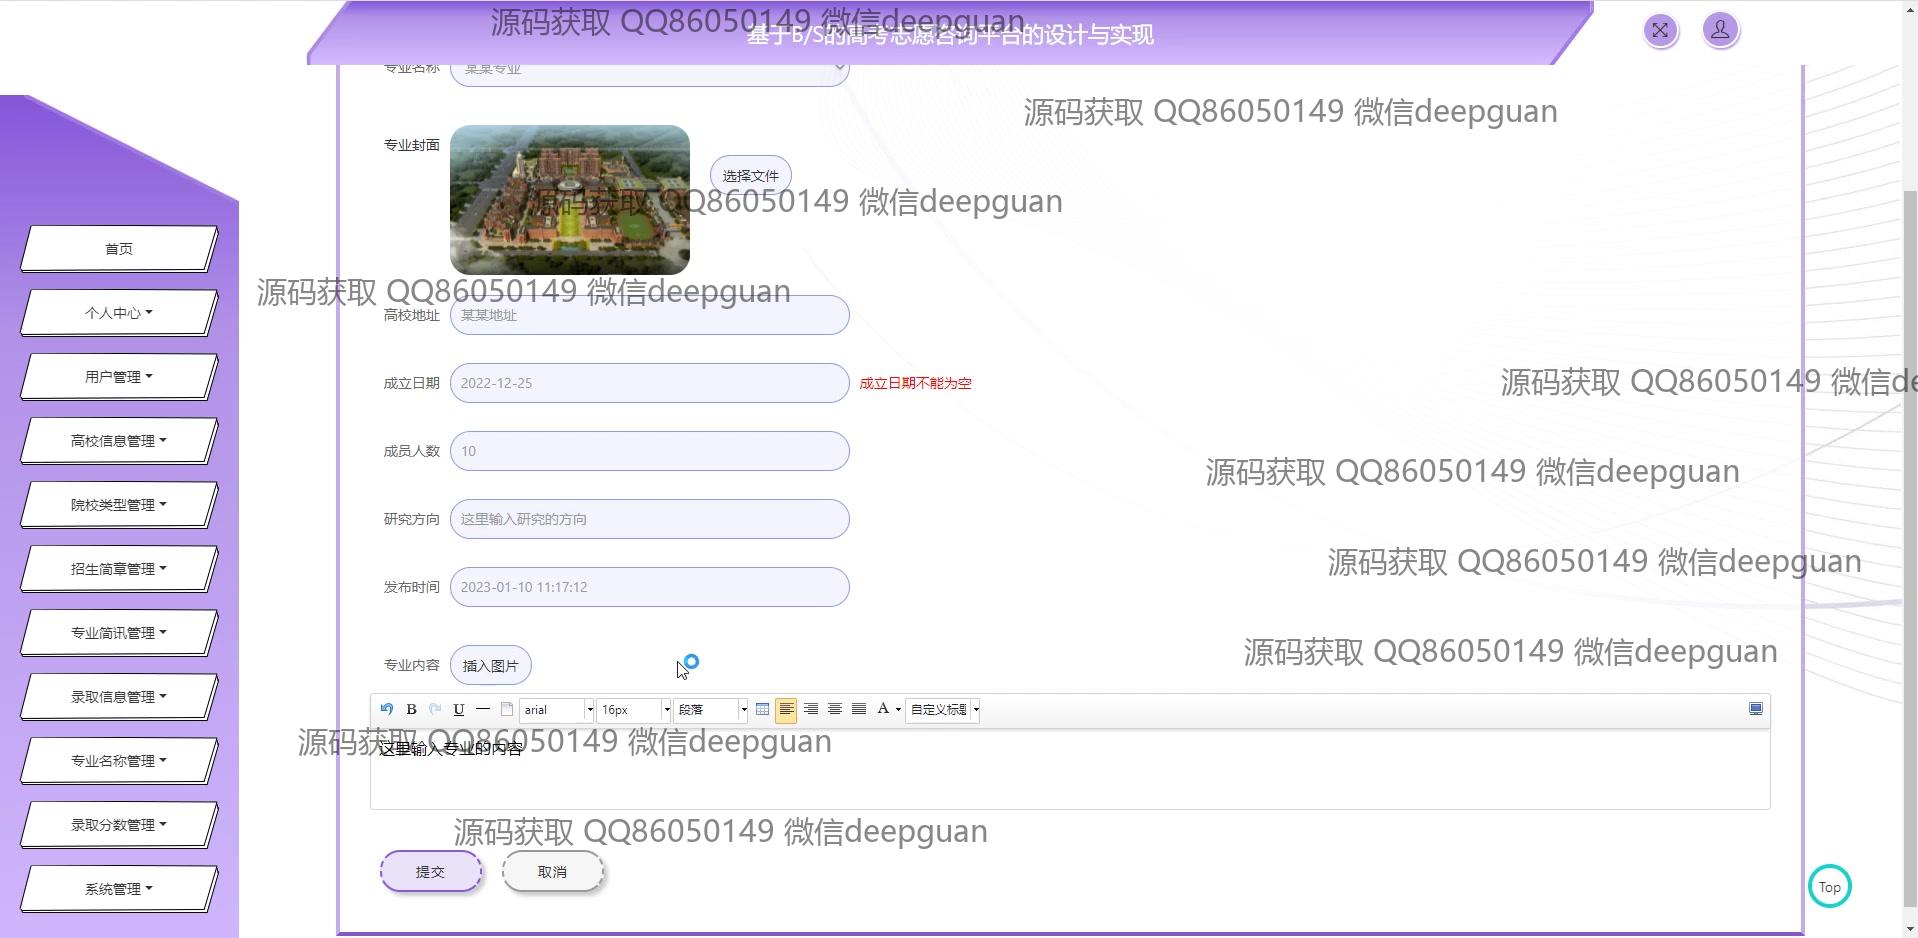 源码获取 QQ86050149 微信deepguan
基于B/S的高考志愿咨询平台的设计与实现
专业名称 某某专业
源码获取 QQ86050149 微信deepguan
专业封面
选择文件
源码获取 QQ86050149 微信deepguan
首页
源码获取 QQ86050149 微信deepguan
个人中心
高校地址 某某地址
用户管理
成立日期 2022-12-25 成立日期不能为空
源码获取 QQ86050149 微信de
高校信息管理
成员人数 10
源码获取 QQ86050149 微信deepguan
院校类型管理
研究方向 这里输入研究的方向
源码获取 QQ86050149 微信deepguan
招生简章管理
发布时间 2023-01-10 11:17:12
专业简讯管理
源码获取 QQ86050149 微信deepguan
专业内容 插入图片
录取信息管理
B U arial 16px 段落 A 自定义标题
源码获取 QQ86050149 微信deepguan
这里输入专业的内容
专业名称管理
录取分数管理
源码获取 QQ86050149 微信deepguan
提交 取消
系统管理
Top